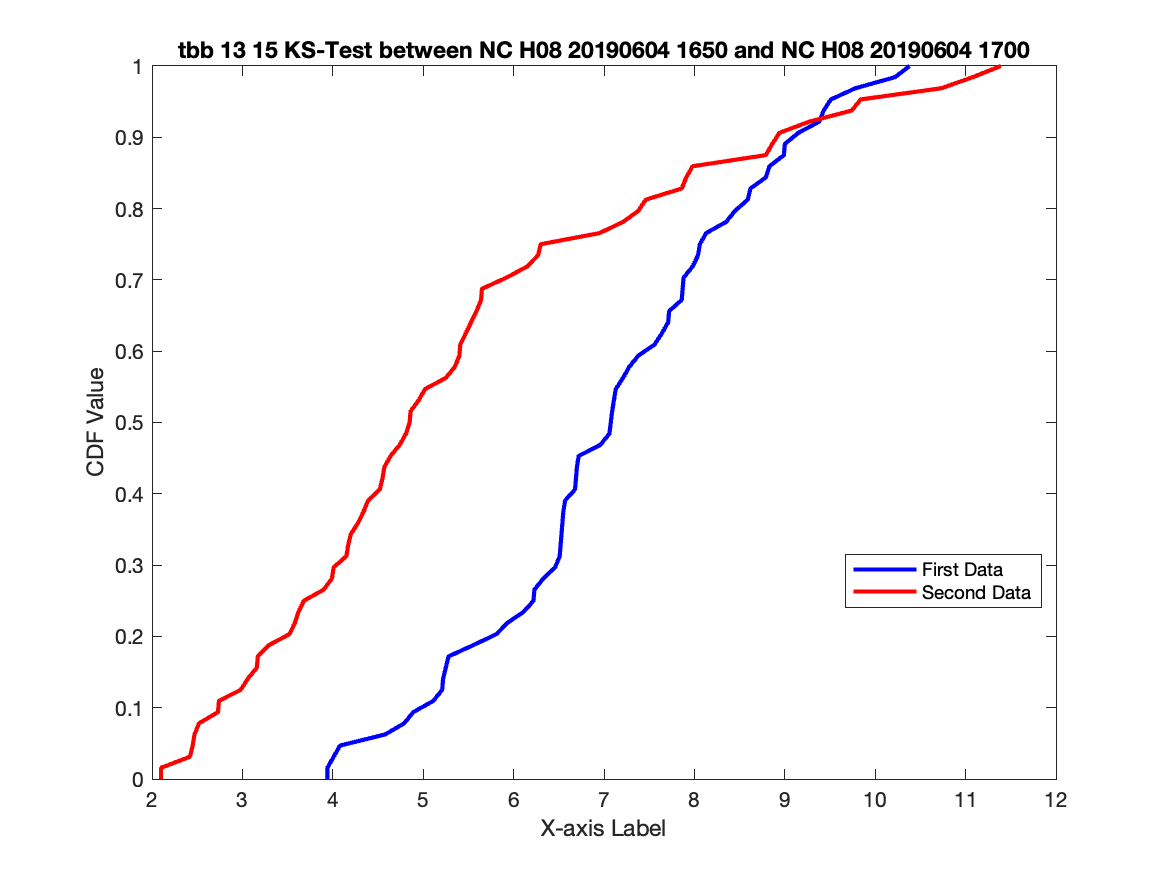 tbb 13 15 KS-Test between NC H08 20190604 1650 and NC H08 20190604 1700
1
0.9
0.8
0.7
0.6
0.5
0.4
0.3
0.2
0.1
0
CDF Value
First Data
Second Data
2 3 4 5 6 7 8 9 10 11 12
X-axis Label